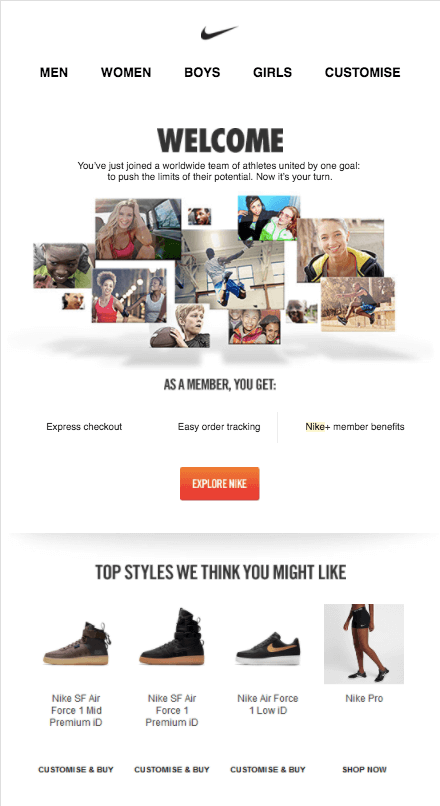 MEN WOMEN BOYS GIRLS CUSTOMISE
WELCOME
You've just joined a worldwide team of athletes united by one goal:
to push the limits of their potential. Now it's your turn.
AS A MEMBER, YOU GET:
Express checkout Easy order tracking Nike+ member benefits
EXPLORE NIKE
TOP STYLES WE THINK YOU MIGHT LIKE
Nike SF Air Force 1 Mid Premium iD
Nike SF Air Force 1 Premium iD
Nike Air Force 1 Low iD
Nike Pro
CUSTOMISE & BUY CUSTOMISE & BUY CUSTOMISE & BUY SHOP NOW